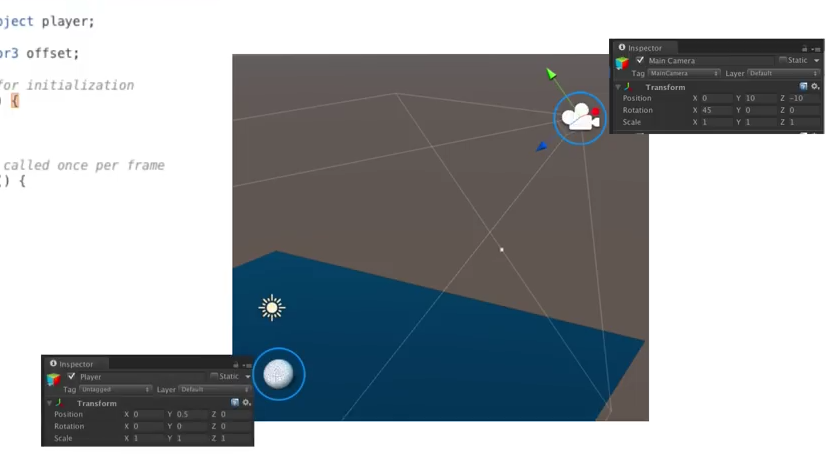 ject player;
or3 offset;
for initialization
) {
called once per frame
() {
Inspector
Main Camera
Static
Tag MainCamera Layer Default
Transform
Position X 0 Y 10 Z -10
Rotation X 45 Y 0 Z 0
Scale X 1 Y 1 Z 1
Inspector
Player
Static
Tag Untagged Layer Default
Transform
Position X 0 Y 0.5 Z 0
Rotation X 0 Y 0 Z 0
Scale X 1 Y 1 Z 1